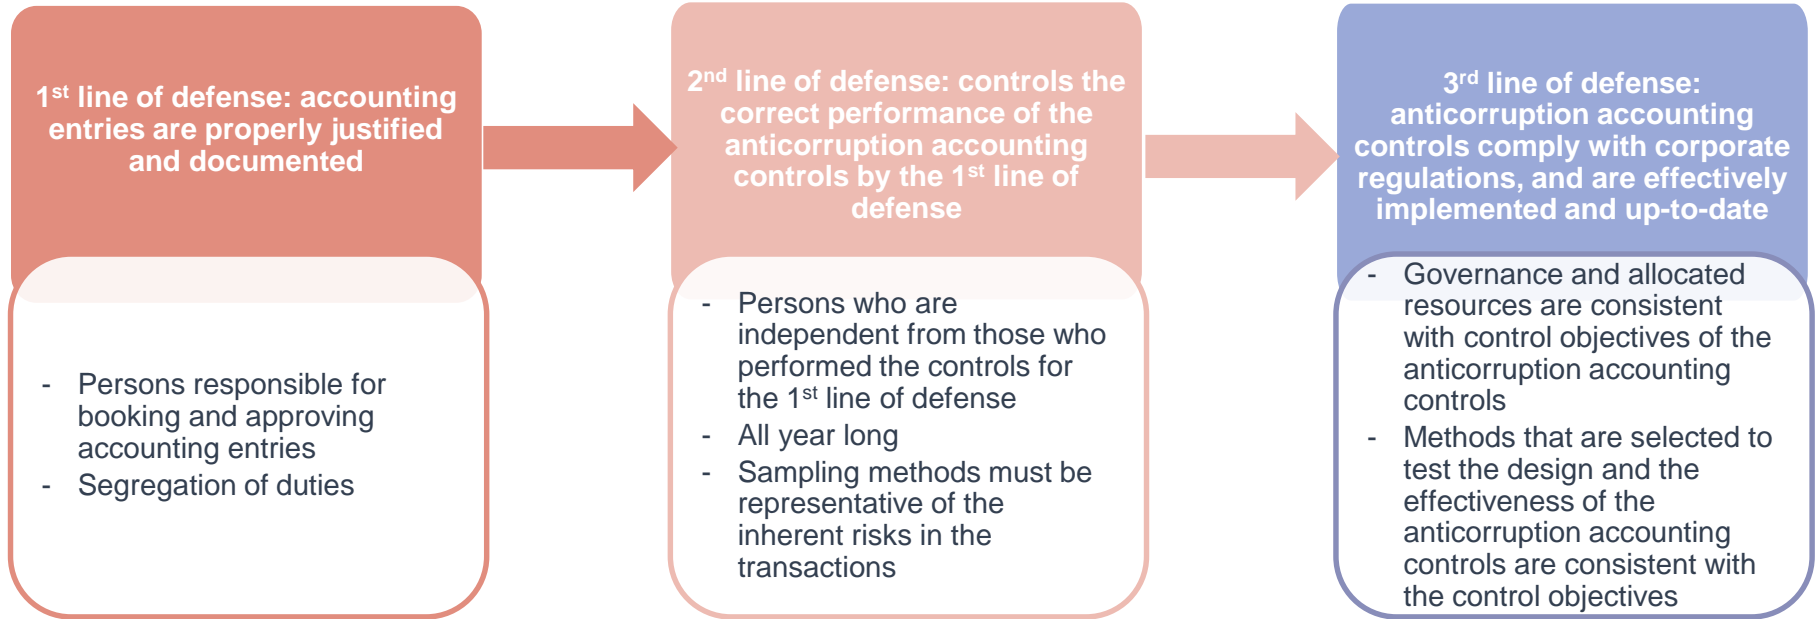 1st line of defense: accounting
entries are properly justified
and documented
- Persons responsible for
booking and approving
accounting entries
- Segregation of duties
2nd line of defense: controls the
correct performance of the
anticorruption accounting
controls by the 1st line of
defense
- Persons who are
independent from those who
performed the controls for
the 1st line of defense
- All year long
- Sampling methods must be
representative of the
inherent risks in the
transactions
3rd line of defense:
anticorruption accounting
controls comply with corporate
regulations, and are effectively
implemented and up-to-date
- Governance and allocated
resources are consistent
with control objectives of the
anticorruption accounting
controls
- Methods that are selected to
test the design and the
effectiveness of the
anticorruption accounting
controls are consistent with
the control objectives